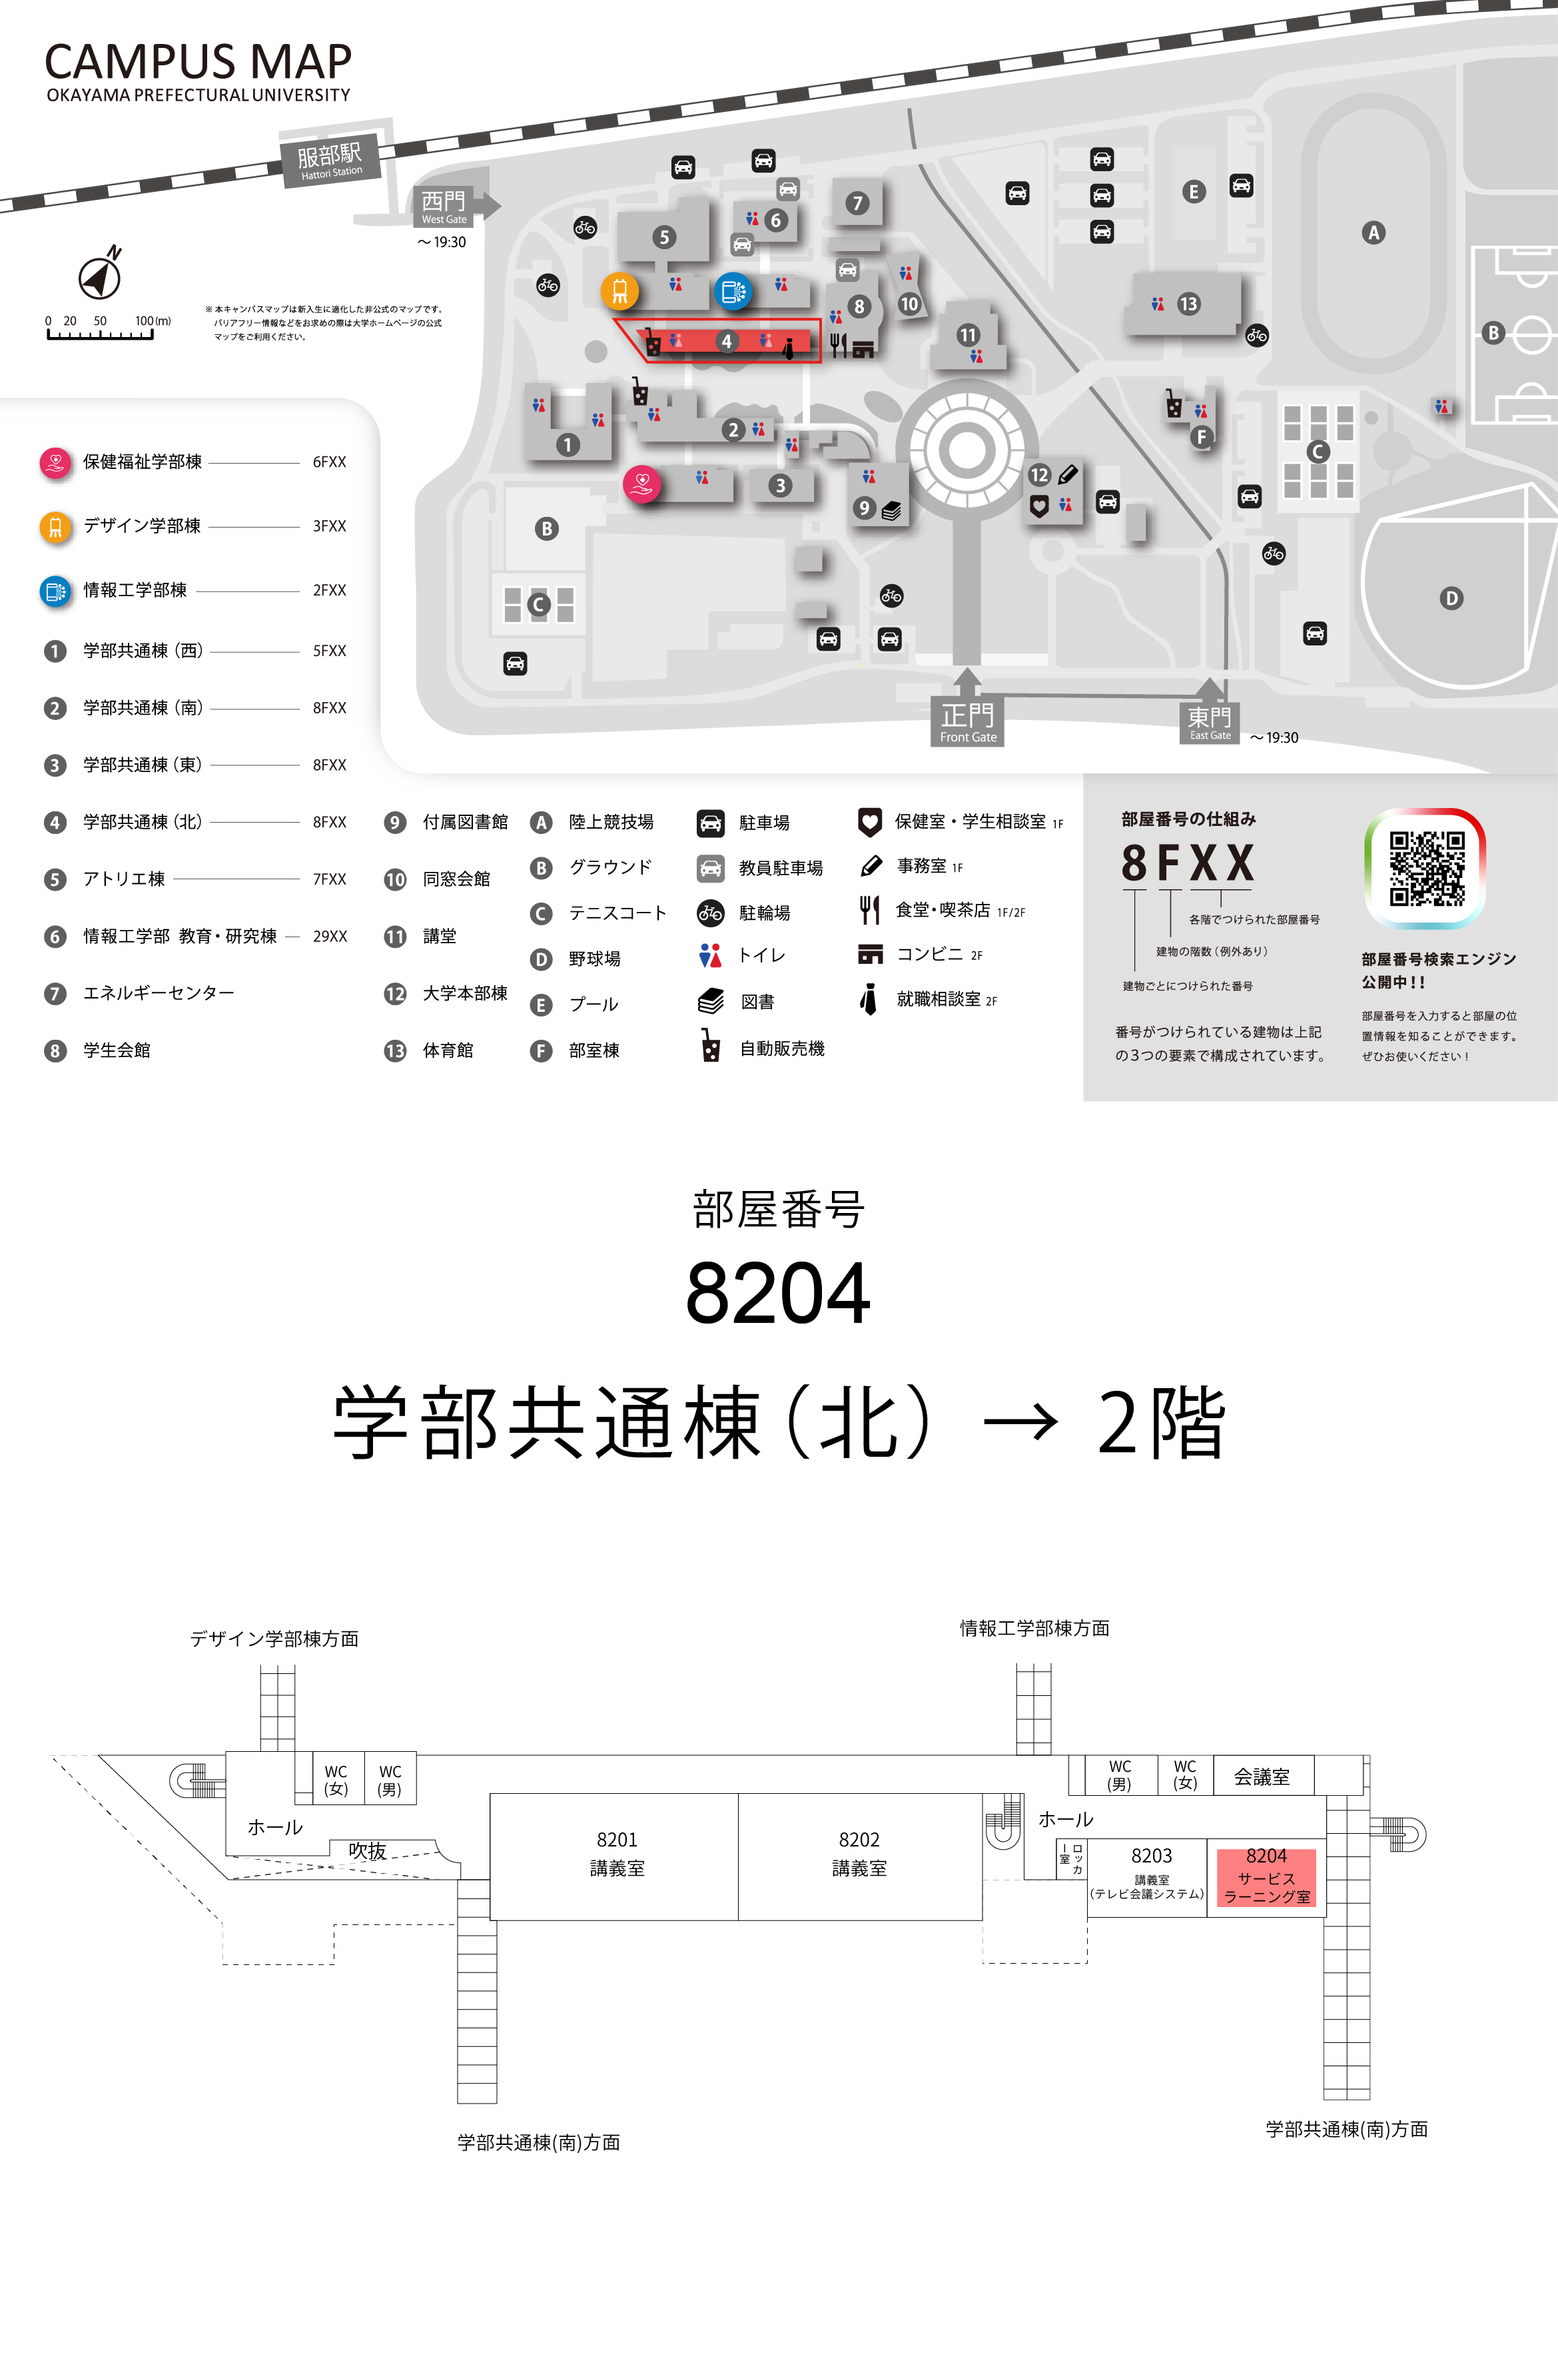 CAMPUS MAP
OKAYAMA PREFECTURAL UNIVERSITY
服部駅
Hattori Station
西門
West Gate
～19:30
N
0 20 50 100(m)
※ 本キャンパスマップは新入生に適化した非公式のマップです。
バリアフリー情報などをお求めの際は大学ホームページの公式
マップをご利用ください。
5
6
7
8
10
4
11
E
A
13
B
1
2
3
9
12
F
C
B
C
D
正門
Front Gate
東門
East Gate
～19:30
保健福祉学部棟 6FXX
デザイン学部棟 3FXX
情報工学部棟 2FXX
1 学部共通棟（西） 5FXX
2 学部共通棟（南） 8FXX
3 学部共通棟（東） 8FXX
4 学部共通棟（北） 8FXX
5 アトリエ棟 7FXX
6 情報工学部 教育・研究棟 29XX
7 エネルギーセンター
8 学生会館
9 付属図書館
10 同窓会館
11 講堂
12 大学本部棟
13 体育館
A 陸上競技場
B グラウンド
C テニスコート
D 野球場
E プール
F 部室棟
駐車場
教員駐車場
駐輪場
トイレ
図書
自動販売機
保健室・学生相談室 1F
事務室 1F
食堂・喫茶店 1F/2F
コンビニ 2F
就職相談室 2F
部屋番号の仕組み
8FXX
各階でつけられた部屋番号
建物の階数（例外あり）
建物ごとにつけられた番号
番号がつけられている建物は上記
の3つの要素で構成されています。
部屋番号検索エンジン
公開中！！
部屋番号を入力すると部屋の位
置情報を知ることができます。
ぜひお使いください！
部屋番号
8204
学部共通棟（北） → 2階
デザイン学部棟方面
情報工学部棟方面
WC
(女)
WC
(男)
WC
(男)
WC
(女)
会議室
ホール
吹抜
8201
講義室
8202
講義室
ホール
ロッカー室
8203
講義室
(テレビ会議システム)
8204
サービス
ラーニング室
学部共通棟(南)方面
学部共通棟(南)方面